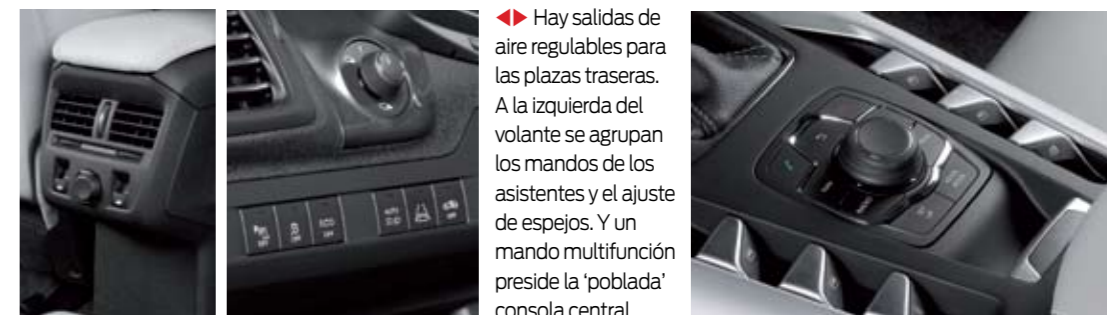 Hay salidas de
aire regulables para
las plazas traseras.
A la izquierda del
volante se agrupan
los mandos de los
asistentes y el ajuste
de espejos. Y un
mando multifunción
preside la ‘poblada’
consola central